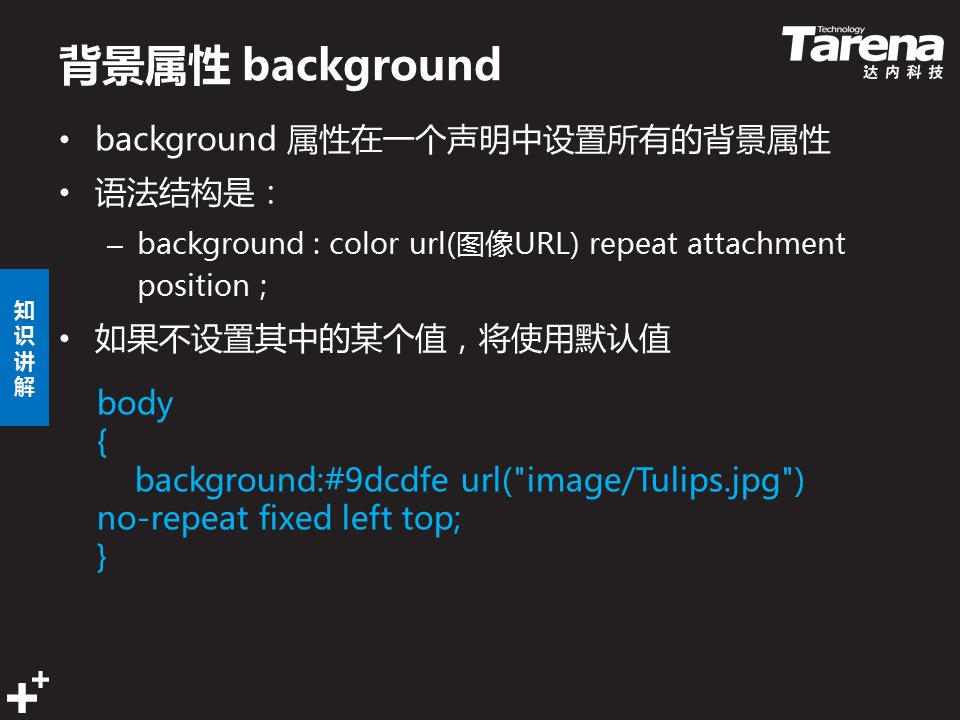 背景属性 background
Technology
Tarena
达内科技
• background 属性在一个声明中设置所有的背景属性
• 语法结构是：
– background : color url(图像URL) repeat attachment
position ;
知识讲解
• 如果不设置其中的某个值，将使用默认值
body
{
background:#9dcdfe url("image/Tulips.jpg")
no-repeat fixed left top;
}